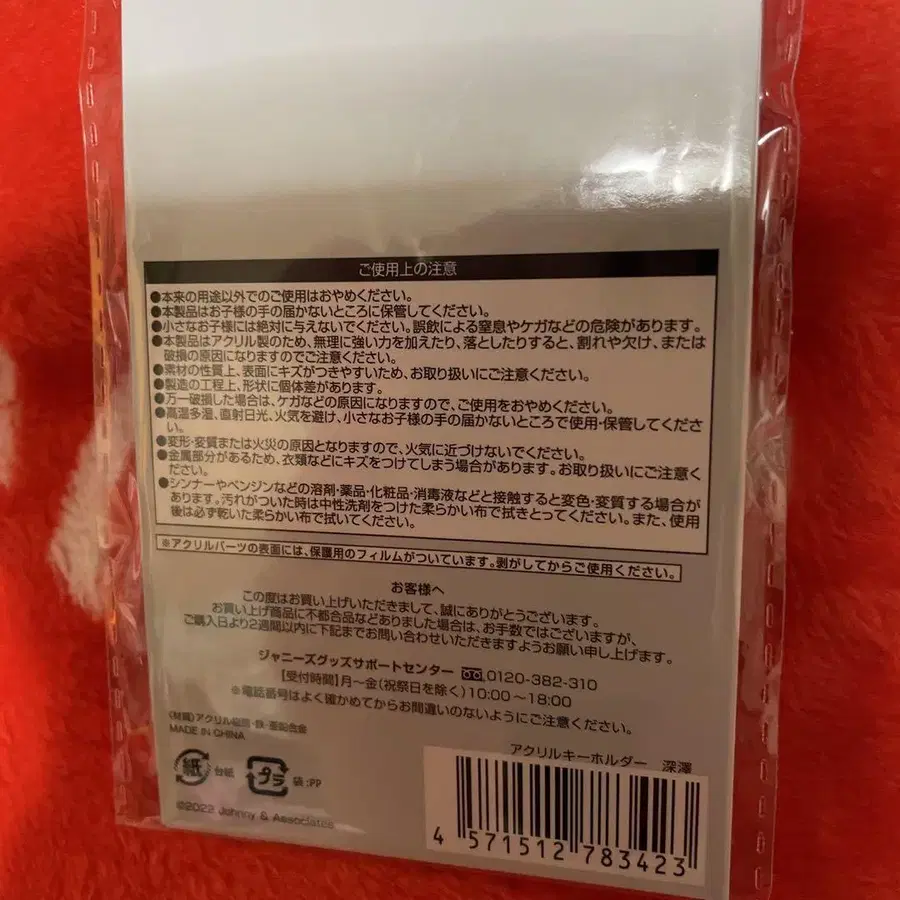 ご使用上の注意
●本来の用途以外でのご使用はおやめください。
●本製品はお子様の手の届かないところに保管してください。
●小さなお子様には絶対に与えないでください。誤飲による窒息やケガなどの危険があります。
●本製品はアクリル製のため、無理に強い力を加えたり、落としたりすると、割れや欠け、または
破損の原因になりますのでご注意ください。
●素材の性質上、表面にキズがつきやすいため、お取り扱いにご注意ください。
●製造の工程上、形状に個体差があります。
●万一破損した場合は、ケガなどの原因になりますので、ご使用をおやめください。
●高温多湿、直射日光、火気を避け、小さなお子様の手の届かないところで使用・保管してくださ
い。
●変形・変質または火災の原因となりますので、火気に近づけないでください。
●金属部分があるため、衣類などにキズをつけてしまう場合があります。お取り扱いにご注意く
ださい。
●シンナーやベンジンなどの溶剤・薬品・化粧品・消毒液などと接触すると変色・変質する場合が
あります。汚れがついた時は中性洗剤をつけた柔らかい布で拭きとってください。また、使用
後は必ず乾いた柔らかい布で拭いてください。
※アクリルパーツの表面には、保護用のフィルムがついています。剥がしてからご使用ください。
お客様へ
この度はお買い上げいただきまして、誠にありがとうございます。
お買い上げ商品に不都合品などありました場合は、お手数ではございますが、
ご購入日より2週間以内に下記までお問い合わせいただきますようお願い申し上げます。
ジャニーズグッズサポートセンター 0120-382-310
【受付時間】月〜金(祝祭日を除く)10:00〜18:00
※電話番号はよく確かめてからお間違いのないようにご注意ください。
《材質》アクリル樹脂・鉄・亜鉛合金
MADE IN CHINA
紙 台紙 プラ 袋:PP
©2022 Johnny & Associates
アクリルキーホルダー 深澤
4 571512 783423